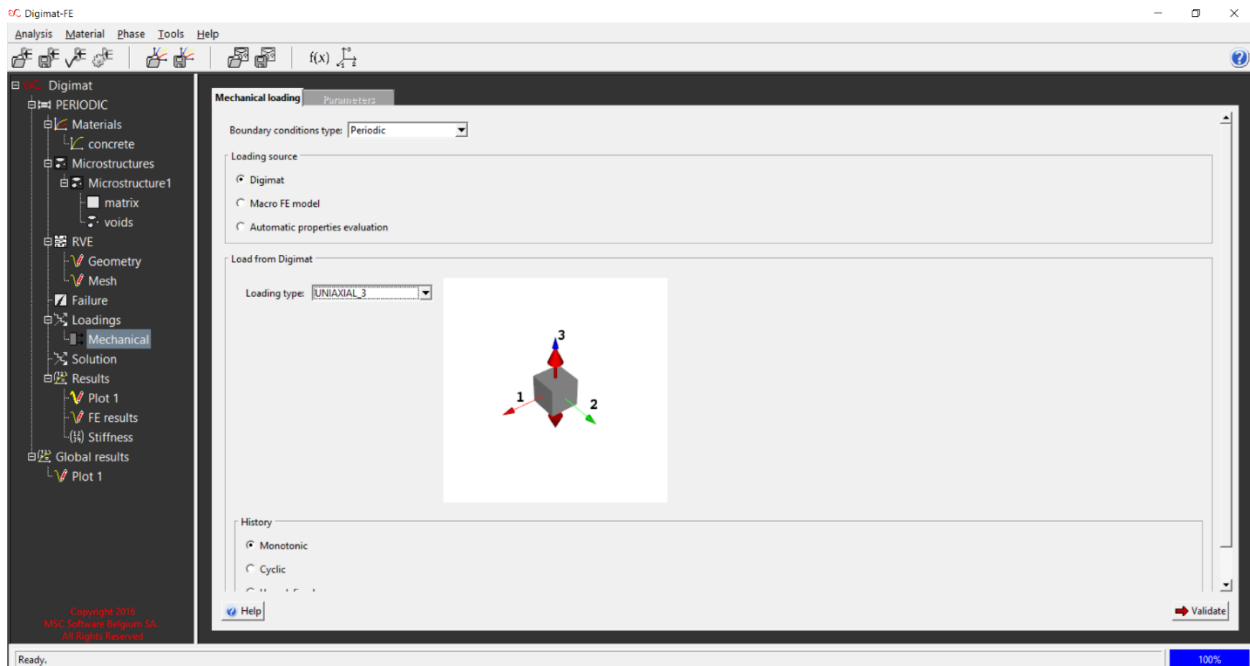 Digimat-FE
Analysis Material Phase Tools Help
f(x)
Digimat
PERIODIC
Materials
concrete
Microstructures
Microstructure1
matrix
voids
RVE
Geometry
Mesh
Failure
Loadings
Mechanical
Solution
Results
Plot 1
FE results
Stiffness
Global results
Plot 1
Copyright 2016
MSC Software Belgium SA.
All Rights Reserved
Mechanical loading Parameters
Boundary conditions type: Periodic
Loading source
Digimat
Macro FE model
Automatic properties evaluation
Load from Digimat
Loading type: UNIAXIAL_3
3
1
2
History
Monotonic
Cyclic
Help
Validate
Ready.
100%